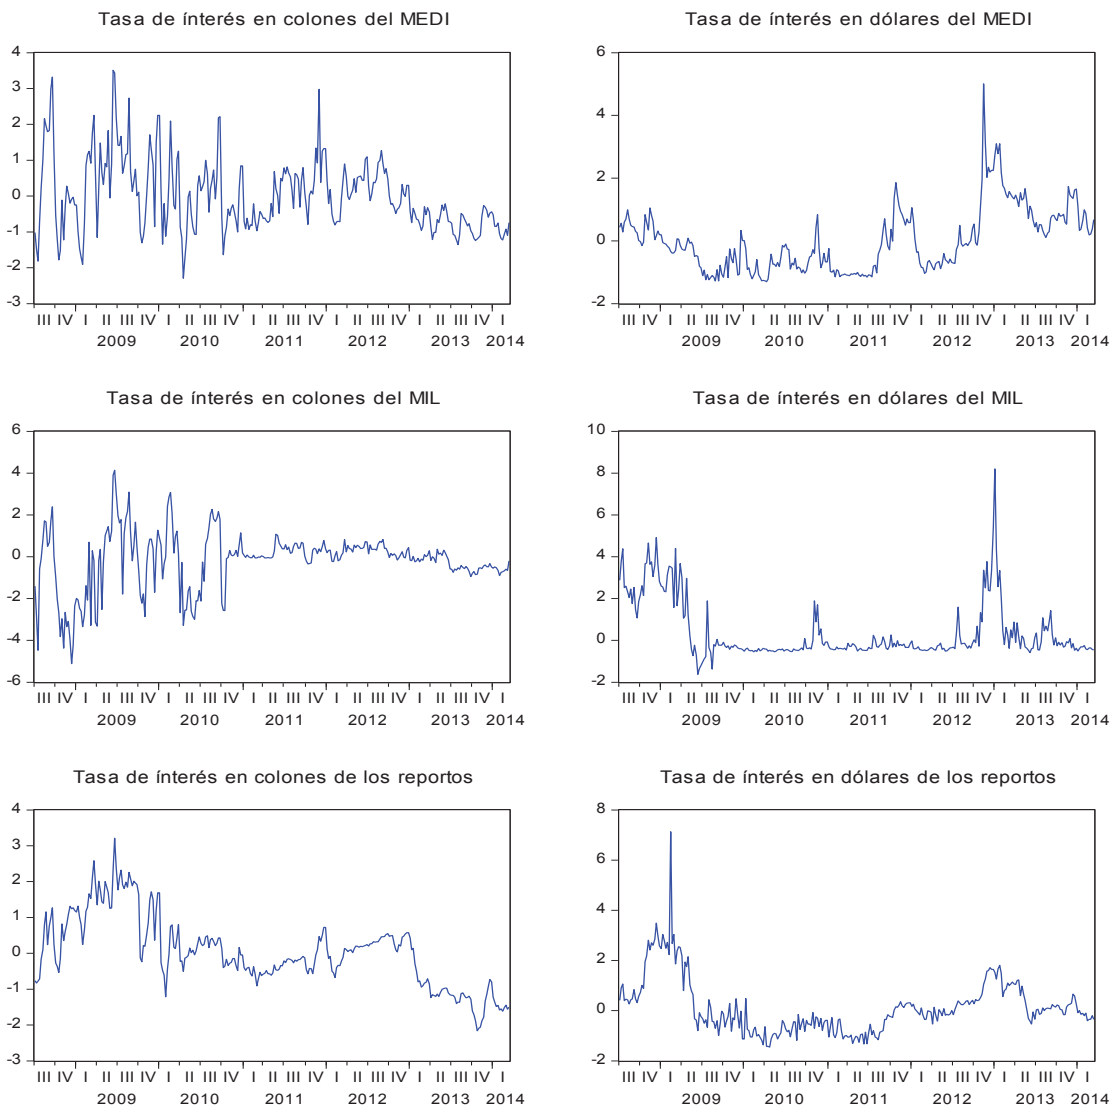 Tasa de ínterés en colones del MEDI
4
3
2
1
0
-1
-2
-3
III IV I II III IV I II III IV I II III IV I II III IV I II III IV I
2009 2010 2011 2012 2013 2014
Tasa de ínterés en dólares del MEDI
6
4
2
0
-2
III IV I II III IV I II III IV I II III IV I II III IV I II III IV I
2009 2010 2011 2012 2013 2014
Tasa de ínterés en colones del MIL
6
4
2
0
-2
-4
-6
III IV I II III IV I II III IV I II III IV I II III IV I II III IV I
2009 2010 2011 2012 2013 2014
Tasa de ínterés en dólares del MIL
10
8
6
4
2
0
-2
III IV I II III IV I II III IV I II III IV I II III IV I II III IV I
2009 2010 2011 2012 2013 2014
Tasa de ínterés en colones de los reportos
4
3
2
1
0
-1
-2
-3
III IV I II III IV I II III IV I II III IV I II III IV I II III IV I
2009 2010 2011 2012 2013 2014
Tasa de ínterés en dólares de los reportos
8
6
4
2
0
-2
III IV I II III IV I II III IV I II III IV I II III IV I II III IV I
2009 2010 2011 2012 2013 2014